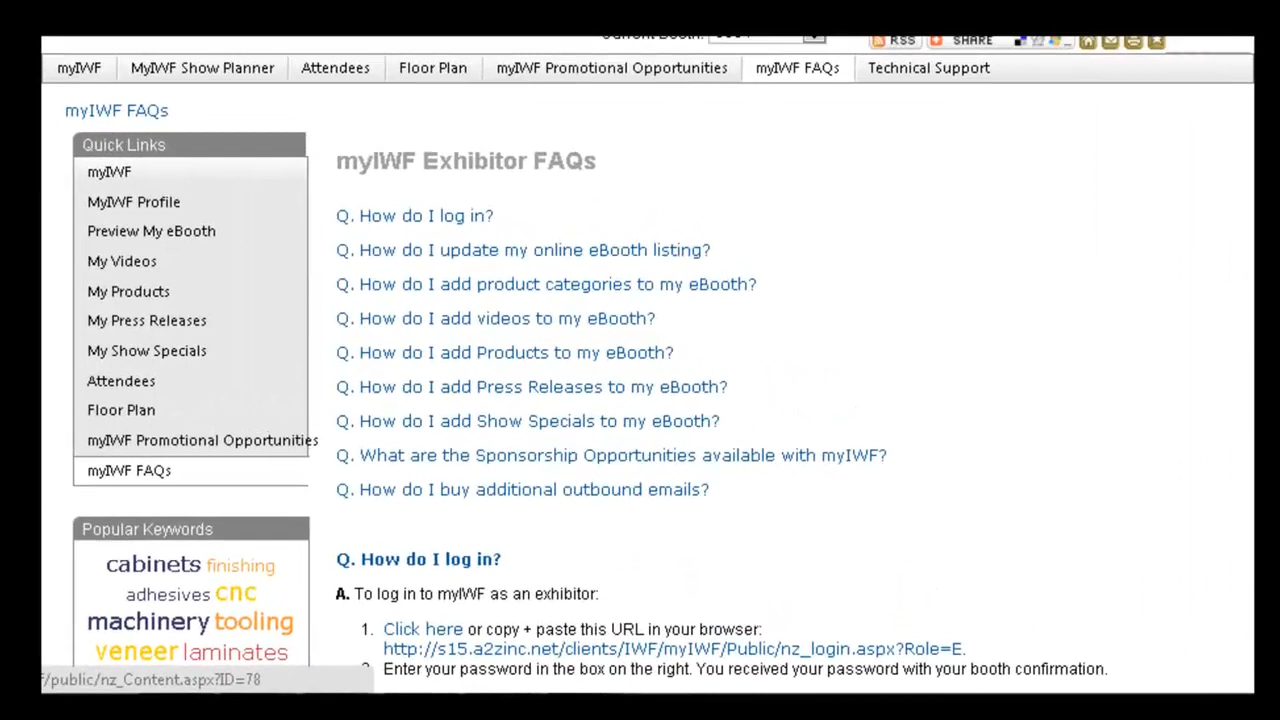 RSS SHARE
myIWF MyIWF Show Planner Attendees Floor Plan myIWF Promotional Opportunities myIWF FAQs Technical Support
myIWF FAQs
Quick Links
myIWF
MyIWF Profile
Preview My eBooth
My Videos
My Products
My Press Releases
My Show Specials
Attendees
Floor Plan
myIWF Promotional Opportunities
myIWF FAQs
Popular Keywords
cabinets finishing
adhesives cnc
machinery tooling
veneer laminates
myIWF Exhibitor FAQs
Q. How do I log in?
Q. How do I update my online eBooth listing?
Q. How do I add product categories to my eBooth?
Q. How do I add videos to my eBooth?
Q. How do I add Products to my eBooth?
Q. How do I add Press Releases to my eBooth?
Q. How do I add Show Specials to my eBooth?
Q. What are the Sponsorship Opportunities available with myIWF?
Q. How do I buy additional outbound emails?
Q. How do I log in?
A. To log in to myIWF as an exhibitor:
1. Click here or copy + paste this URL in your browser:
http://s15.a2zinc.net/clients/IWF/myIWF/Public/nz_login.aspx?Role=E.
Enter your password in the box on the right. You received your password with your booth confirmation.
/public/nz_Content.aspx?ID=78